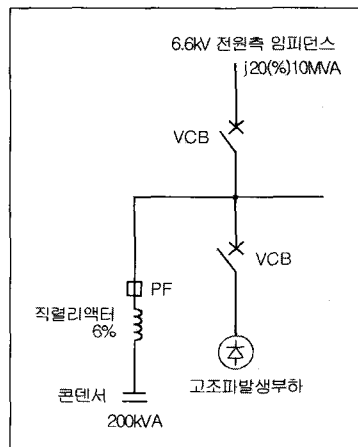 6.6kV 전원측 임피던스
j20(%)10MVA
VCB
VCB
PF
직렬리액터
6%
콘덴서
200kVA
고조파발생부하